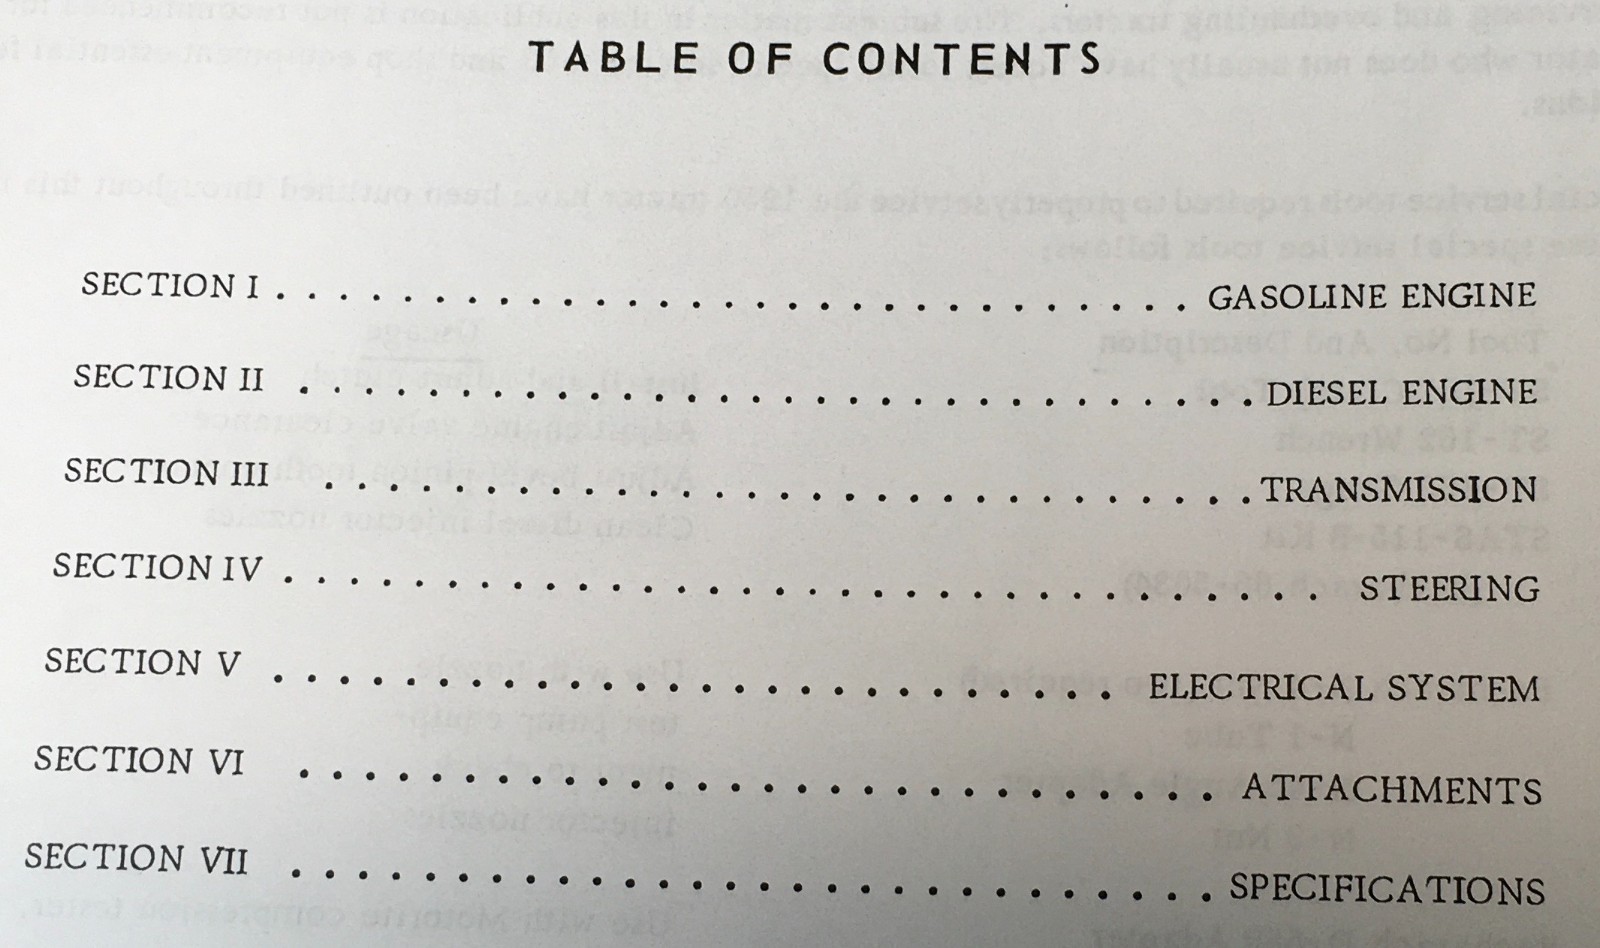 TABLE OF CONTENTS
SECTION I . . . . . . . . . . . . . . . . . . . . . . . . . . . . . GASOLINE ENGINE
SECTION II . . . . . . . . . . . . . . . . . . . . . . . . . . . . . . DIESEL ENGINE
SECTION III . . . . . . . . . . . . . . . . . . . . . . . . . . . . . TRANSMISSION
SECTION IV . . . . . . . . . . . . . . . . . . . . . . . . . . . . . . . . STEERING
SECTION V . . . . . . . . . . . . . . . . . . . . . . . . . . ELECTRICAL SYSTEM
SECTION VI . . . . . . . . . . . . . . . . . . . . . . . . . . . . . ATTACHMENTS
SECTION VII . . . . . . . . . . . . . . . . . . . . . . . . . . . . SPECIFICATIONS